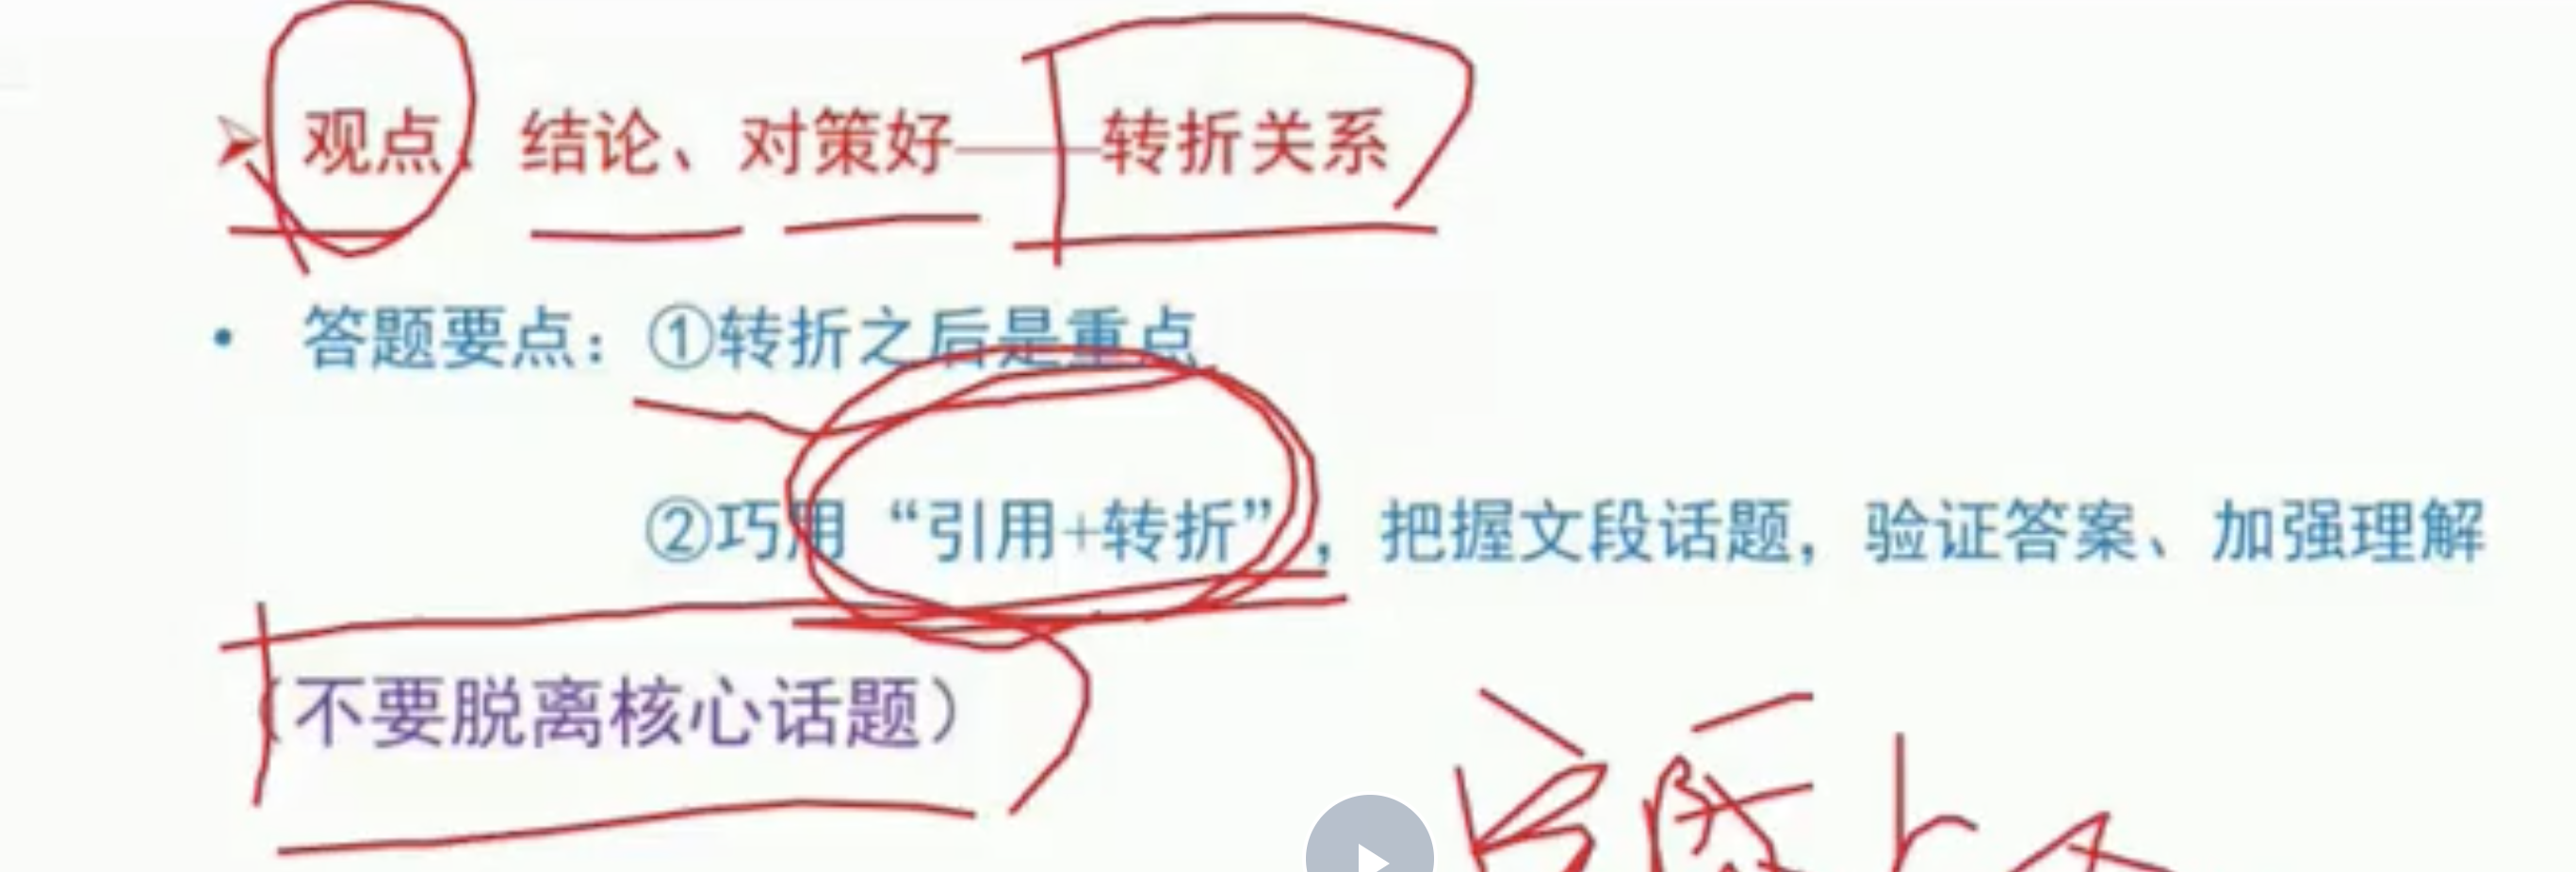 观点、结论、对策好——转折关系
答题要点：①转折之后是重点
②巧用“引用+转折”，把握文段话题，验证答案、加强理解
（不要脱离核心话题）